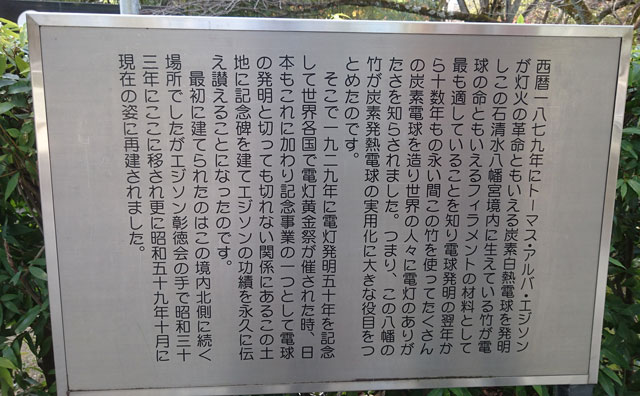 西暦一八七九年にトーマス・アルバ・エジソン
が灯火の革命ともいえる炭素白熱電球を発明
しこの石清水八幡宮境内に生えている竹が電
球の命ともいえるフィラメントの材料として
最も適していることを知り電球発明の翌年か
ら十数年もの永い間この竹を使ってたくさん
の炭素電球を造り世界の人々に電灯のありが
たさを知らされました。つまり、この八幡の
竹が炭素発熱電球の実用化に大きな役目をつ
とめたのです。
そこで一九二九年に電灯発明五十年を記念
して世界各国で電灯黄金祭が催された時、日
本もこれに加わり記念事業の一つとして電球
の発明と切っても切れない関係にあるこの土
地に記念碑を建てエジソンの功績を永久に伝
え讃えることになったのです。
最初に建てられたのはこの境内北側に続く
場所でしたがエジソン彰徳会の手で昭和三十
三年にここに移され更に昭和五十九年十月に
現在の姿に再建されました。